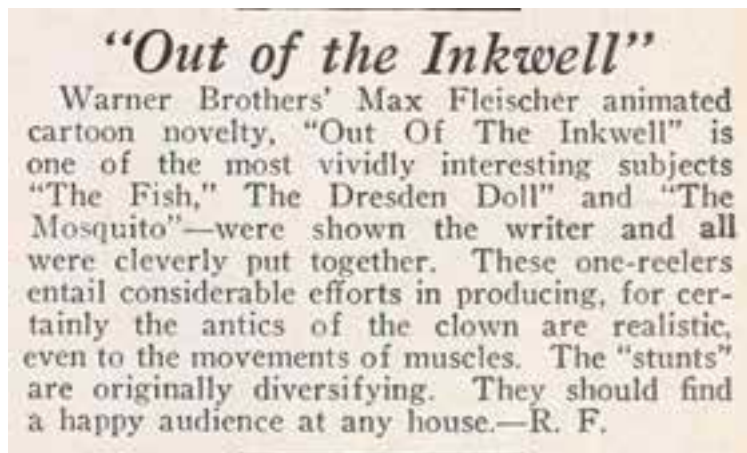 "Out of the Inkwell"
Warner Brothers' Max Fleischer animated
cartoon novelty, "Out Of The Inkwell" is
one of the most vividly interesting subjects
"The Fish," The Dresden Doll" and "The
Mosquito"—were shown the writer and all
were cleverly put together. These one-reelers
entail considerable efforts in producing, for cer-
tainly the antics of the clown are realistic,
even to the movements of muscles. The "stunts"
are originally diversifying. They should find
a happy audience at any house.—R. F.